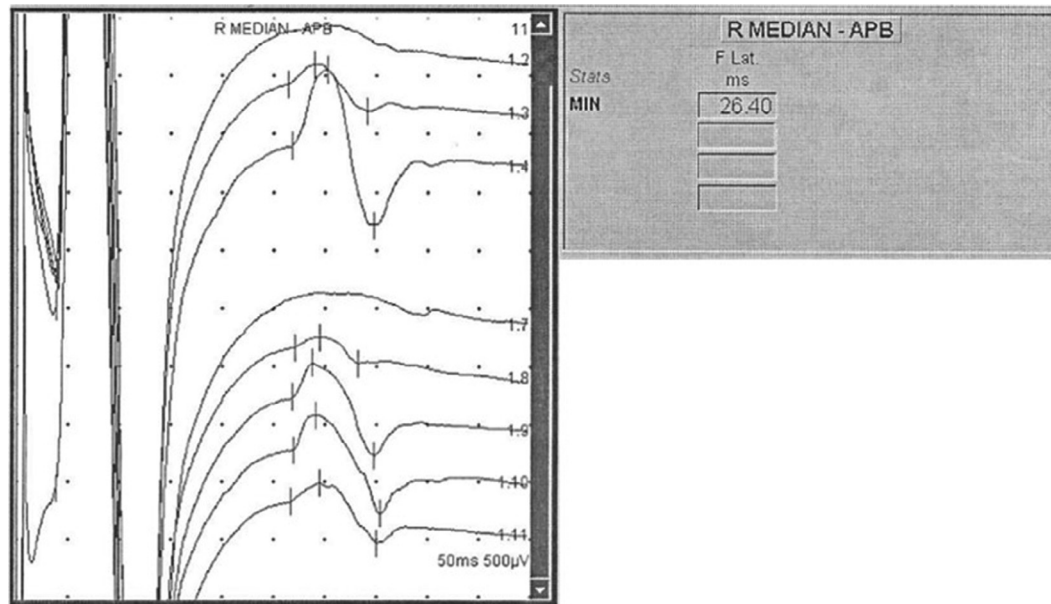 R MEDIAN - APB
11
1.2
1.3
1.4
1.7
1.8
1.9
1.10
1.11
50ms 500µV
R MEDIAN - APB
F Lat.
Stats
ms
MIN
26.40